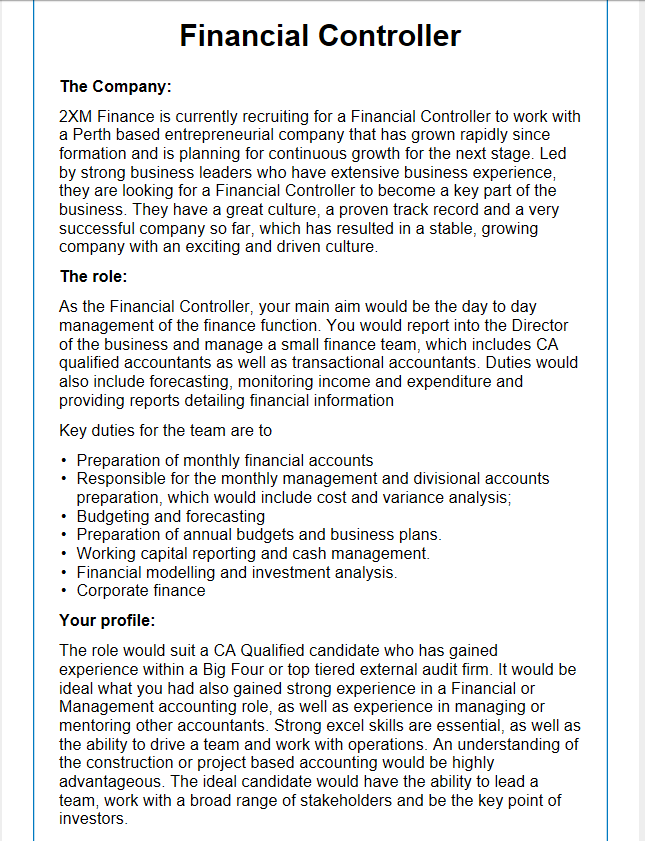 Financial Controller
The Company:
2XM Finance is currently recruiting for a Financial Controller to work with
a Perth based entrepreneurial company that has grown rapidly since
formation and is planning for continuous growth for the next stage. Led
by strong business leaders who have extensive business experience,
they are looking for a Financial Controller to become a key part of the
business. They have a great culture, a proven track record and a very
successful company so far, which has resulted in a stable, growing
company with an exciting and driven culture.
The role:
As the Financial Controller, your main aim would be the day to day
management of the finance function. You would report into the Director
of the business and manage a small finance team, which includes CA
qualified accountants as well as transactional accountants. Duties would
also include forecasting, monitoring income and expenditure and
providing reports detailing financial information
Key duties for the team are to
• Preparation of monthly financial accounts
• Responsible for the monthly management and divisional accounts
preparation, which would include cost and variance analysis;
• Budgeting and forecasting
• Preparation of annual budgets and business plans.
• Working capital reporting and cash management.
• Financial modelling and investment analysis.
• Corporate finance
Your profile:
The role would suit a CA Qualified candidate who has gained
experience within a Big Four or top tiered external audit firm. It would be
ideal what you had also gained strong experience in a Financial or
Management accounting role, as well as experience in managing or
mentoring other accountants. Strong excel skills are essential, as well as
the ability to drive a team and work with operations. An understanding of
the construction or project based accounting would be highly
advantageous. The ideal candidate would have the ability to lead a
team, work with a broad range of stakeholders and be the key point of
investors.